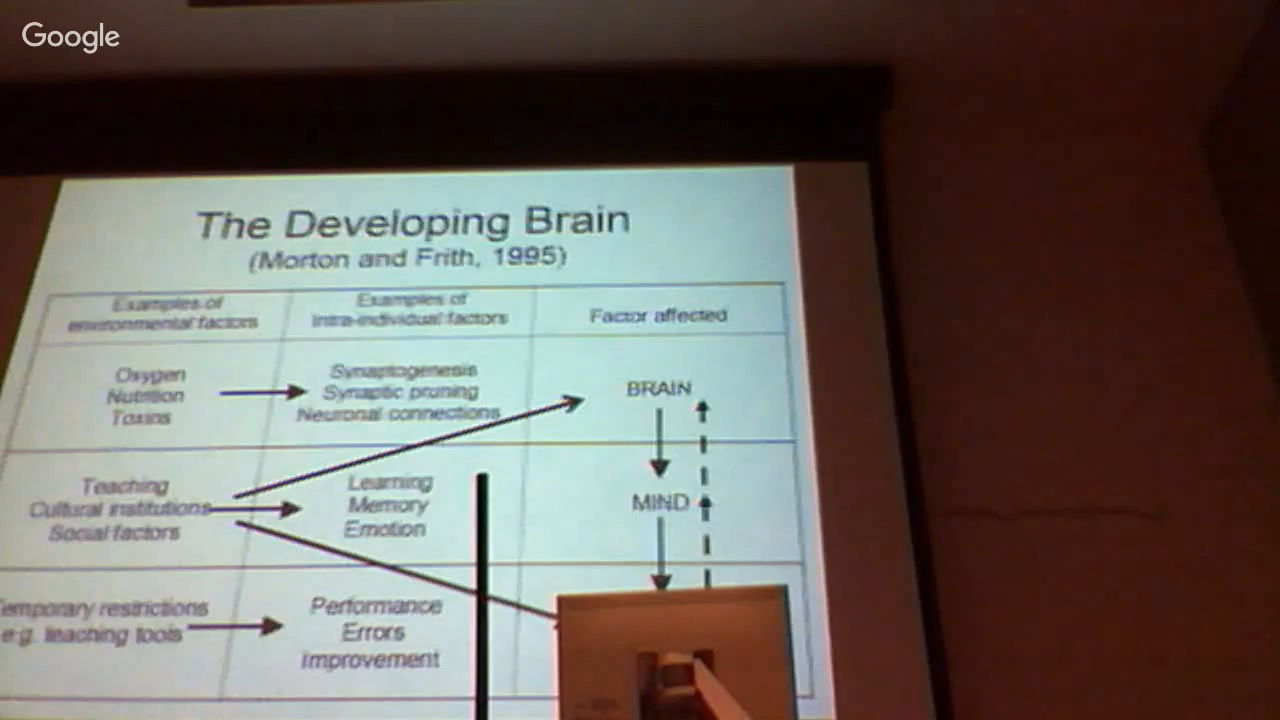 Google
The Developing Brain
(Morton and Frith, 1995)
Examples of
environmental factors
Examples of
intra-individual factors
Factor affected
Oxygen
Nutrition
Toxins
Synaptogenesis
Synaptic pruning
Neuronal connections
BRAIN
Teaching
Cultural institutions
Social factors
Learning
Memory
Emotion
MIND
Temporary restrictions
e.g. teaching tools
Performance
Errors
Improvement